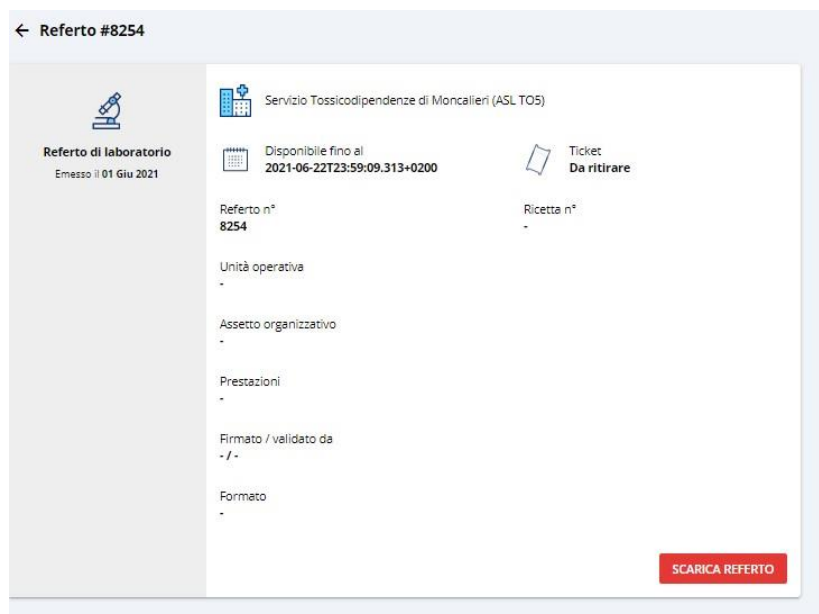 ← Referto #8254
Referto di laboratorio
Emesso il 01 Giu 2021
Servizio Tossicodipendenze di Moncalieri (ASL TO5)
Disponibile fino al
2021-06-22T23:59:09.313+0200
Ticket
Da ritirare
Referto n°
8254
Ricetta n°
-
Unità operativa
-
Assetto organizzativo
-
Prestazioni
-
Firmato / validato da
- / -
Formato
-
SCARICA REFERTO